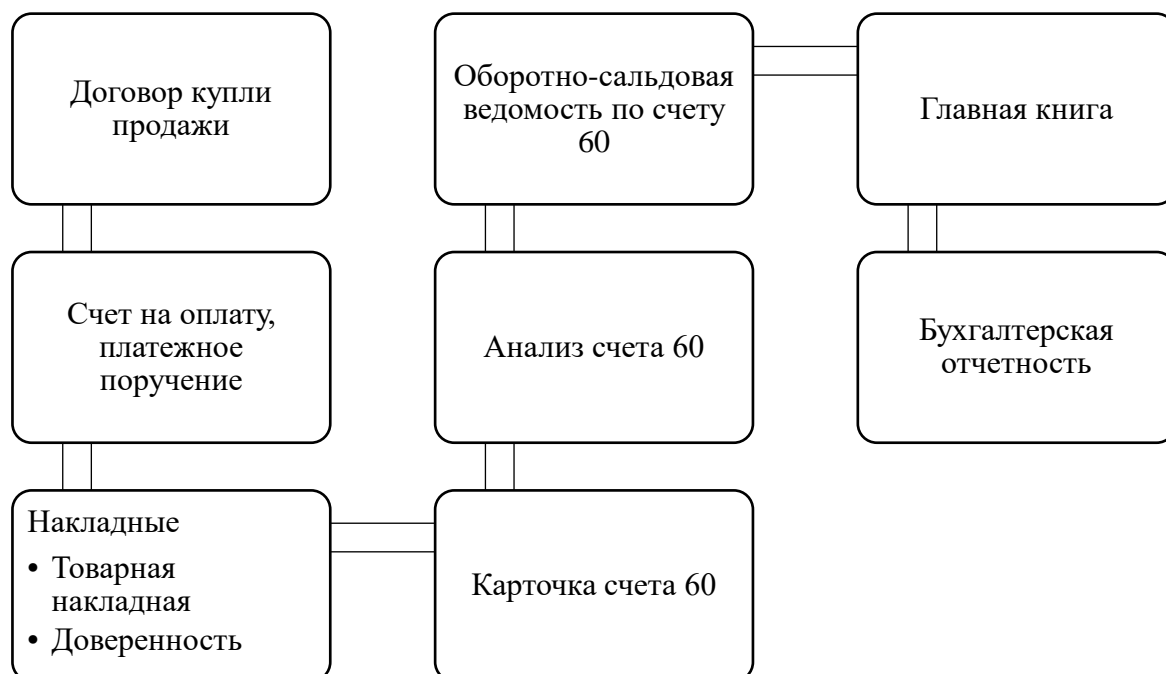 Договор купли
продажи
Счет на оплату,
платежное
поручение
Накладные
• Товарная
накладная
• Доверенность
Карточка счета 60
Анализ счета 60
Оборотно-сальдовая
ведомость по счету
60
Главная книга
Бухгалтерская
отчетность